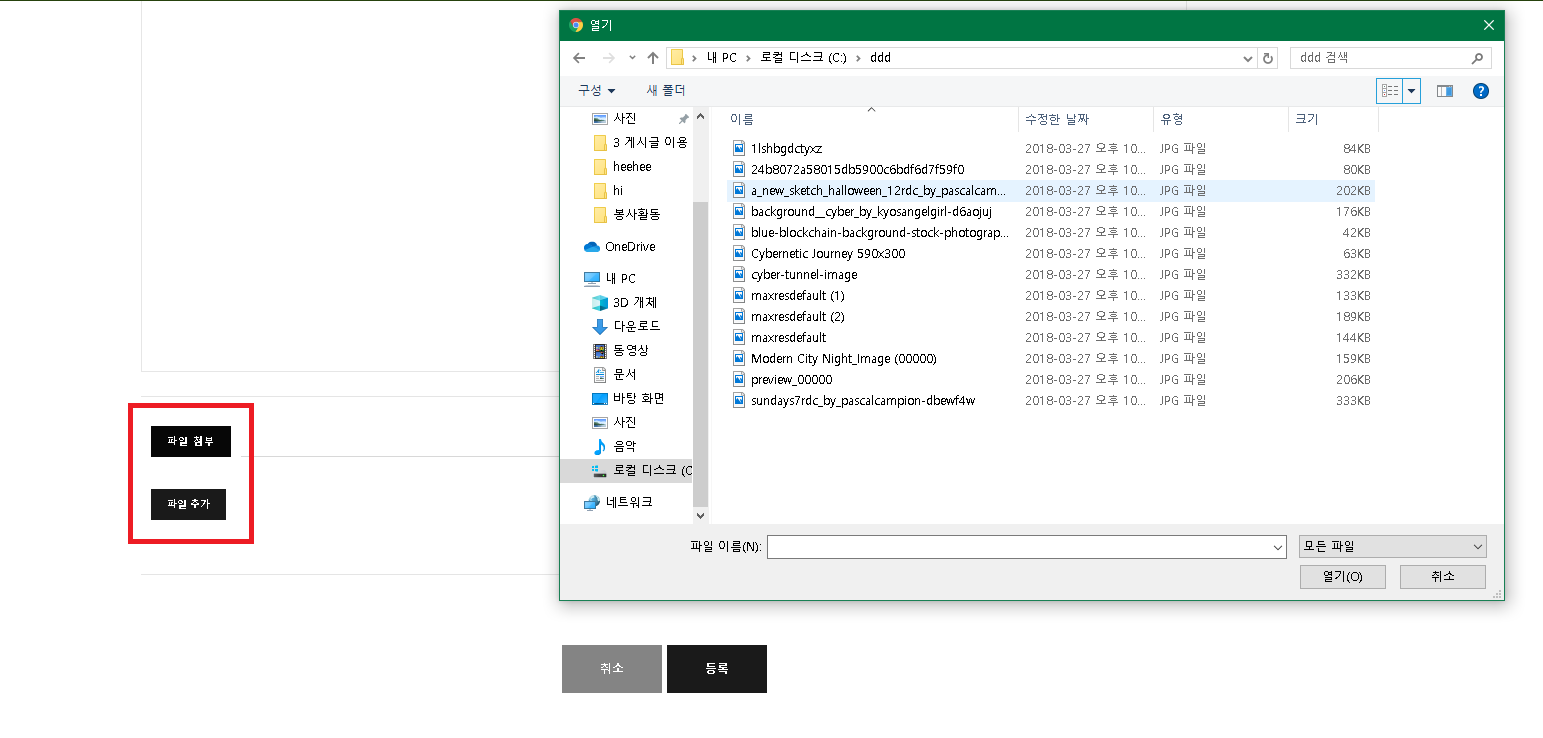 열기
내 PC > 로컬 디스크 (C:) > ddd
ddd 검색
구성
새 폴더
사진
3 게시글 이용
heehee
hi
봉사활동
OneDrive
내 PC
3D 개체
다운로드
동영상
문서
바탕 화면
사진
음악
로컬 디스크 (C
네트워크
이름 수정한 날짜 유형 크기
1lshbgdctyxz 2018-03-27 오후 10... JPG 파일 84KB
24b8072a58015db5900c6bdf6d7f59f0 2018-03-27 오후 10... JPG 파일 80KB
a_new_sketch_halloween_12rdc_by_pascalcam... 2018-03-27 오후 10... JPG 파일 202KB
background__cyber_by_kyosangelgirl-d6aojuj 2018-03-27 오후 10... JPG 파일 176KB
blue-blockchain-background-stock-photograp... 2018-03-27 오후 10... JPG 파일 42KB
Cybernetic Journey 590x300 2018-03-27 오후 10... JPG 파일 63KB
cyber-tunnel-image 2018-03-27 오후 10... JPG 파일 332KB
maxresdefault (1) 2018-03-27 오후 10... JPG 파일 133KB
maxresdefault (2) 2018-03-27 오후 10... JPG 파일 189KB
maxresdefault 2018-03-27 오후 10... JPG 파일 144KB
Modern City Night_Image (00000) 2018-03-27 오후 10... JPG 파일 159KB
preview_00000 2018-03-27 오후 10... JPG 파일 206KB
sundays7rdc_by_pascalcampion-dbewf4w 2018-03-27 오후 10... JPG 파일 333KB
파일 첨부
파일 추가
파일 이름(N):
모든 파일
열기(O)
취소
취소
등록